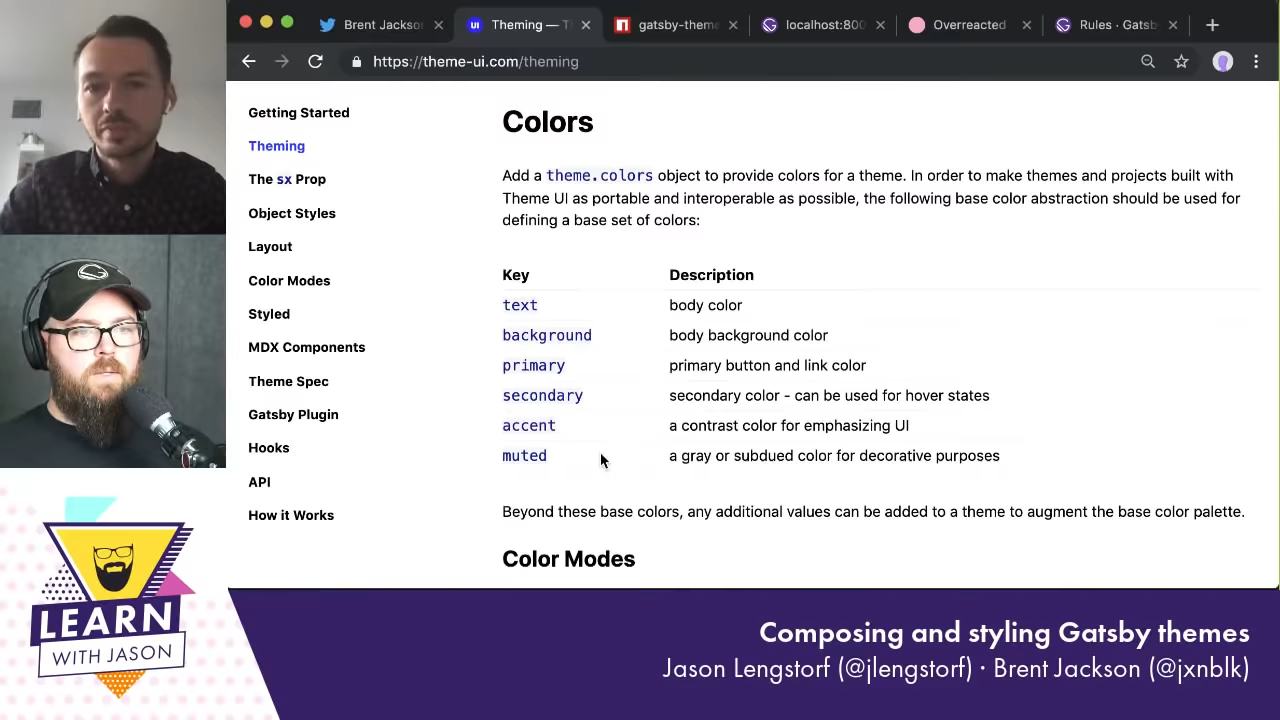 Brent Jackson
Theming — T
gatsby-theme
localhost:800
Overreacted
Rules · Gatsb
https://theme-ui.com/theming
Getting Started
Theming
The sx Prop
Object Styles
Layout
Color Modes
Styled
MDX Components
Theme Spec
Gatsby Plugin
Hooks
API
How it Works
Colors
Add a theme.colors object to provide colors for a theme. In order to make themes and projects built with
Theme UI as portable and interoperable as possible, the following base color abstraction should be used for
defining a base set of colors:
Key Description
text body color
background body background color
primary primary button and link color
secondary secondary color - can be used for hover states
accent a contrast color for emphasizing UI
muted a gray or subdued color for decorative purposes
Beyond these base colors, any additional values can be added to a theme to augment the base color palette.
Color Modes
LEARN
WITH JASON
Composing and styling Gatsby themes
Jason Lengstorf (@jlengstorf) · Brent Jackson (@jxnblk)